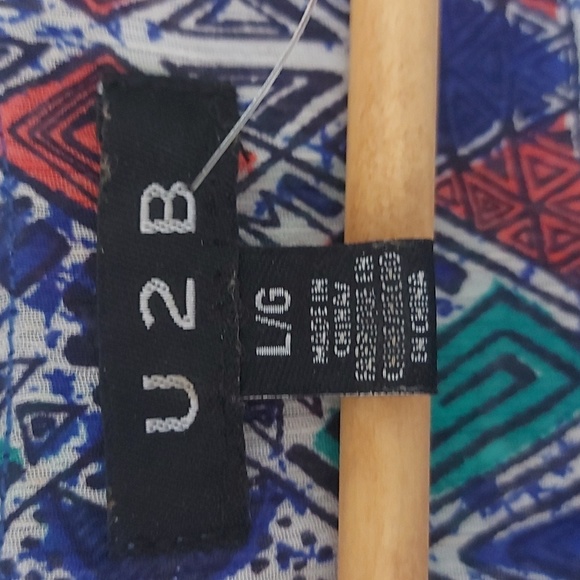 U2B
L/G
MADE IN
CHINA/
EN CHINA